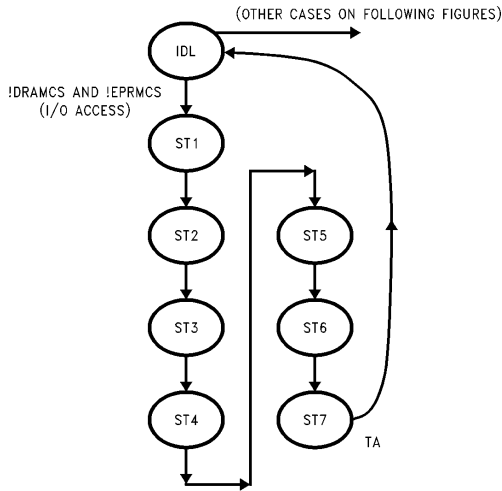 (OTHER CASES ON FOLLOWING FIGURES)
IDL
!DRAMCS AND !EPRMCS
(I/O ACCESS)
ST1
ST2
ST3
ST4
ST5
ST6
ST7
TA